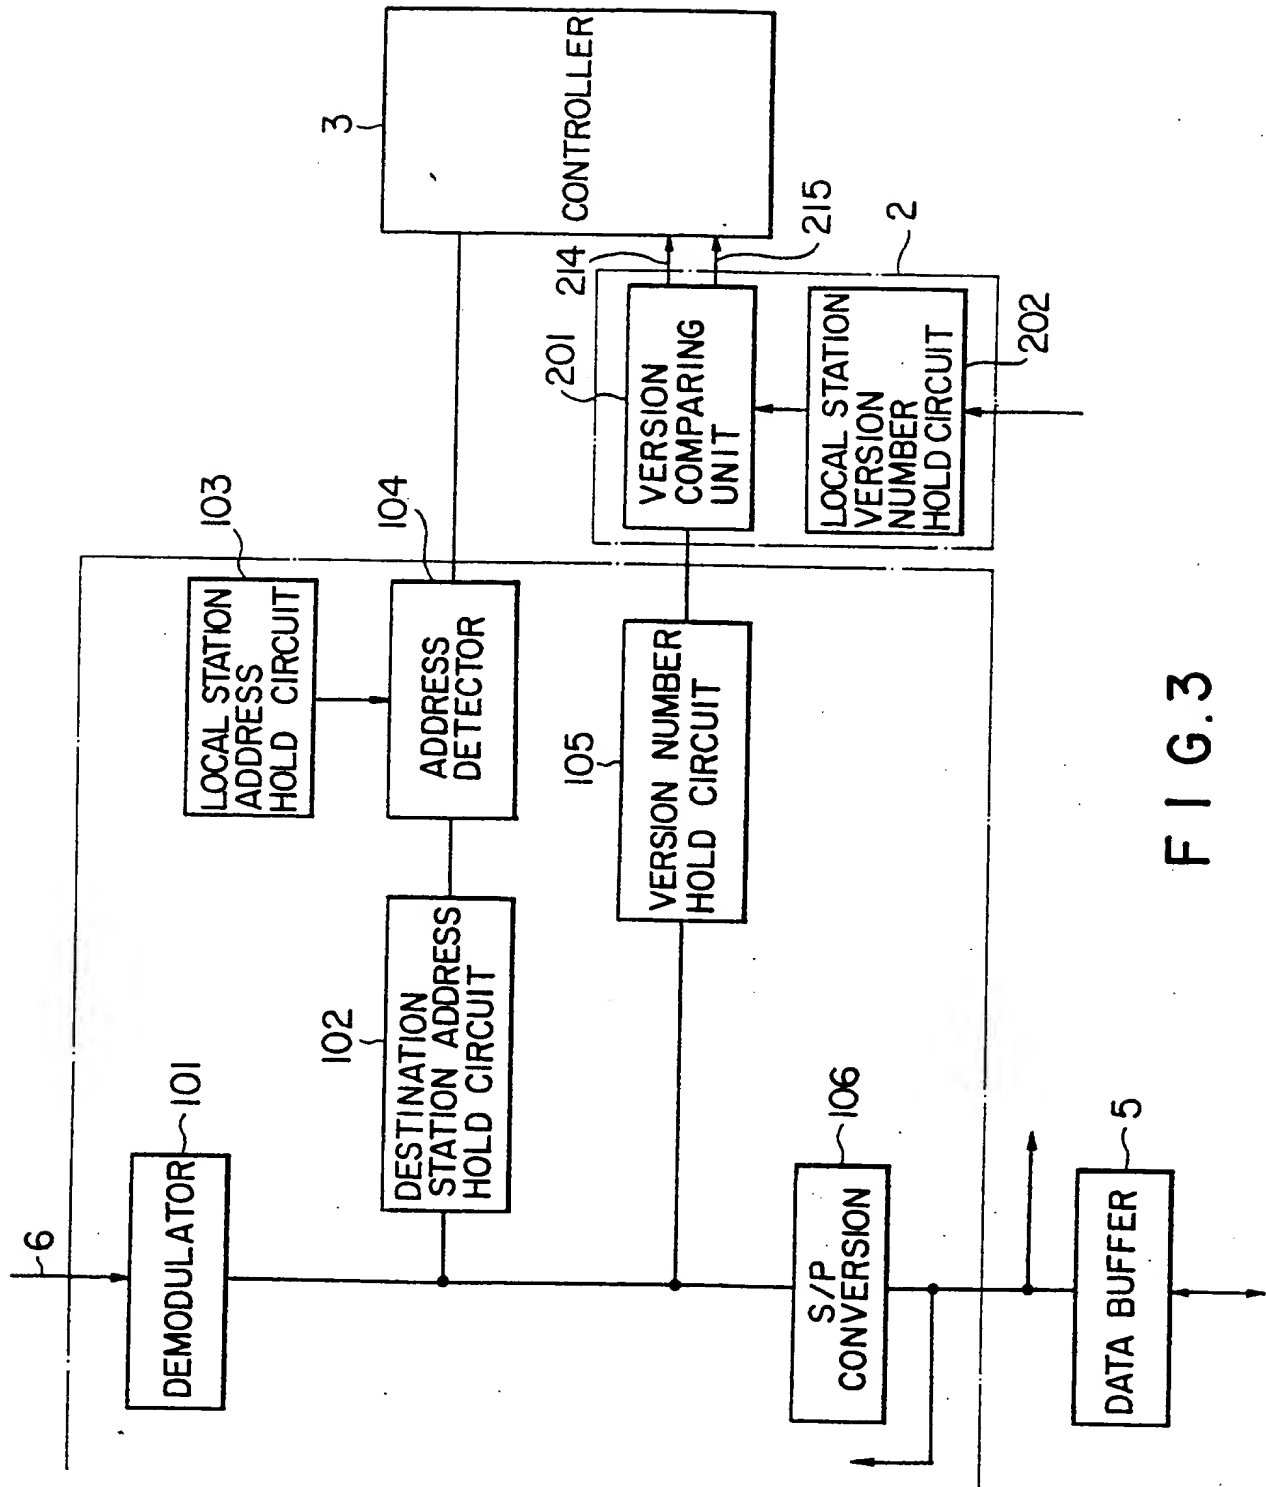 6
DEMODULATOR
101
DESTINATION
STATION ADDRESS
HOLD CIRCUIT
102
LOCAL STATION
ADDRESS
HOLD CIRCUIT
103
ADDRESS
DETECTOR
104
3
CONTROLLER
VERSION NUMBER
HOLD CIRCUIT
105
VERSION
COMPARING
UNIT
201
214
215
2
LOCAL STATION
VERSION
NUMBER
HOLD CIRCUIT
202
S/P
CONVERSION
106
DATA BUFFER
5
FIG.3